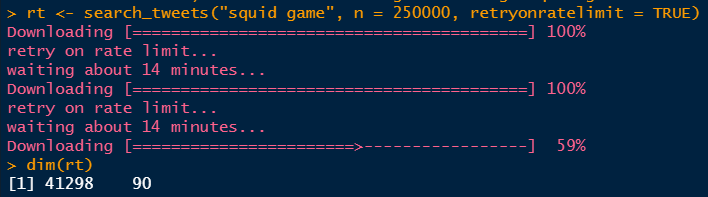 > rt <- search_tweets("squid game", n = 250000, retryonratelimit = TRUE)
Downloading [=========================================] 100%
retry on rate limit...
waiting about 14 minutes...
Downloading [=========================================] 100%
retry on rate limit...
waiting about 14 minutes...
Downloading [=======================>-----------------]  59%
> dim(rt)
[1] 41298    90